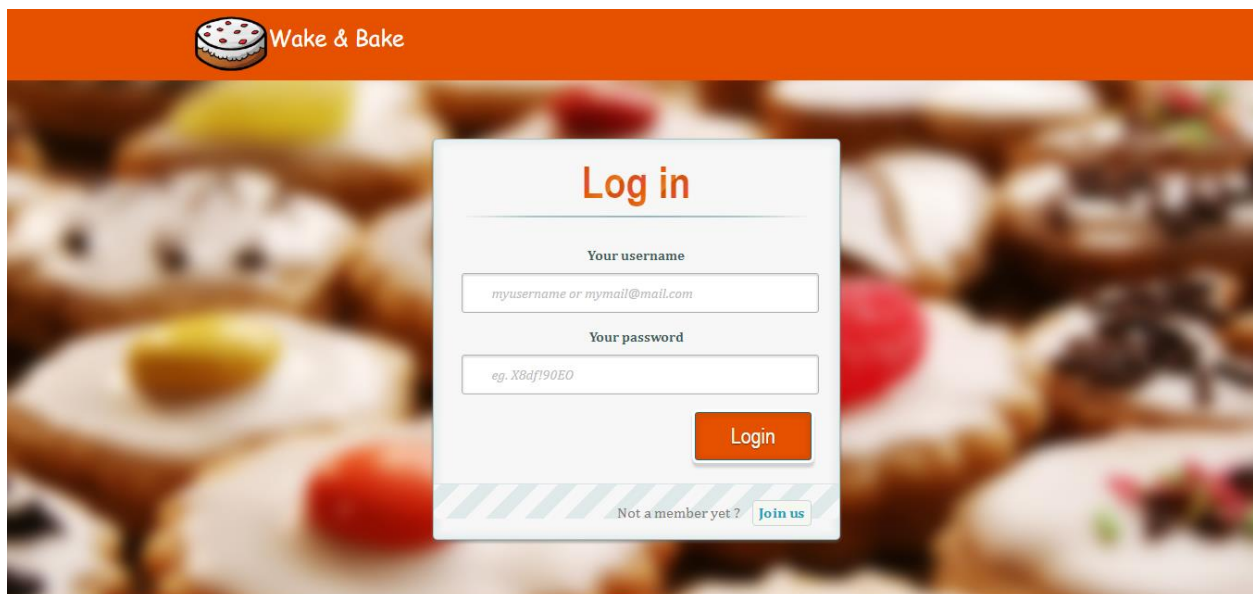 Wake & Bake
Log in
Your username
myusername or mymail@mail.com
Your password
eg. X8df!90EO
Login
Not a member yet ? Join us